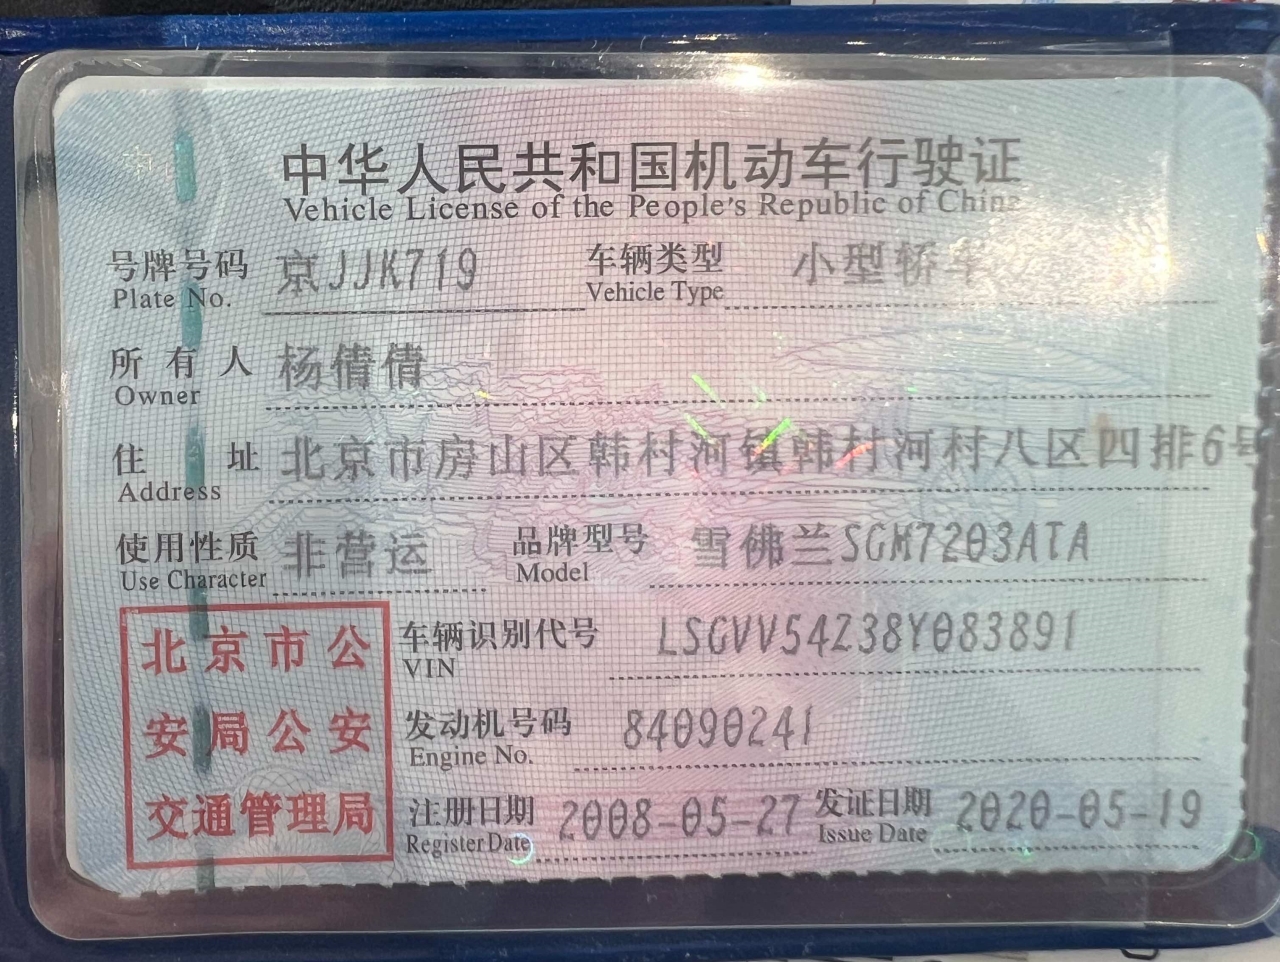 中华人民共和国机动车行驶证
Vehicle License of the People's Republic of China
号牌号码 京JJK719 车辆类型 小型轿车
Plate No. Vehicle Type
所有人 杨倩倩
Owner
住址 北京市房山区韩村河镇韩村河村八区四排6号
Address
使用性质 非营运 品牌型号 雪佛兰SGM7203ATA
Use Character Model
北京市公
安局公安
交通管理局
车辆识别代号 LSGVV54Z38Y083891
VIN
发动机号码 84090241
Engine No.
注册日期 2008-05-27 发证日期 2020-05-19
Register Date Issue Date